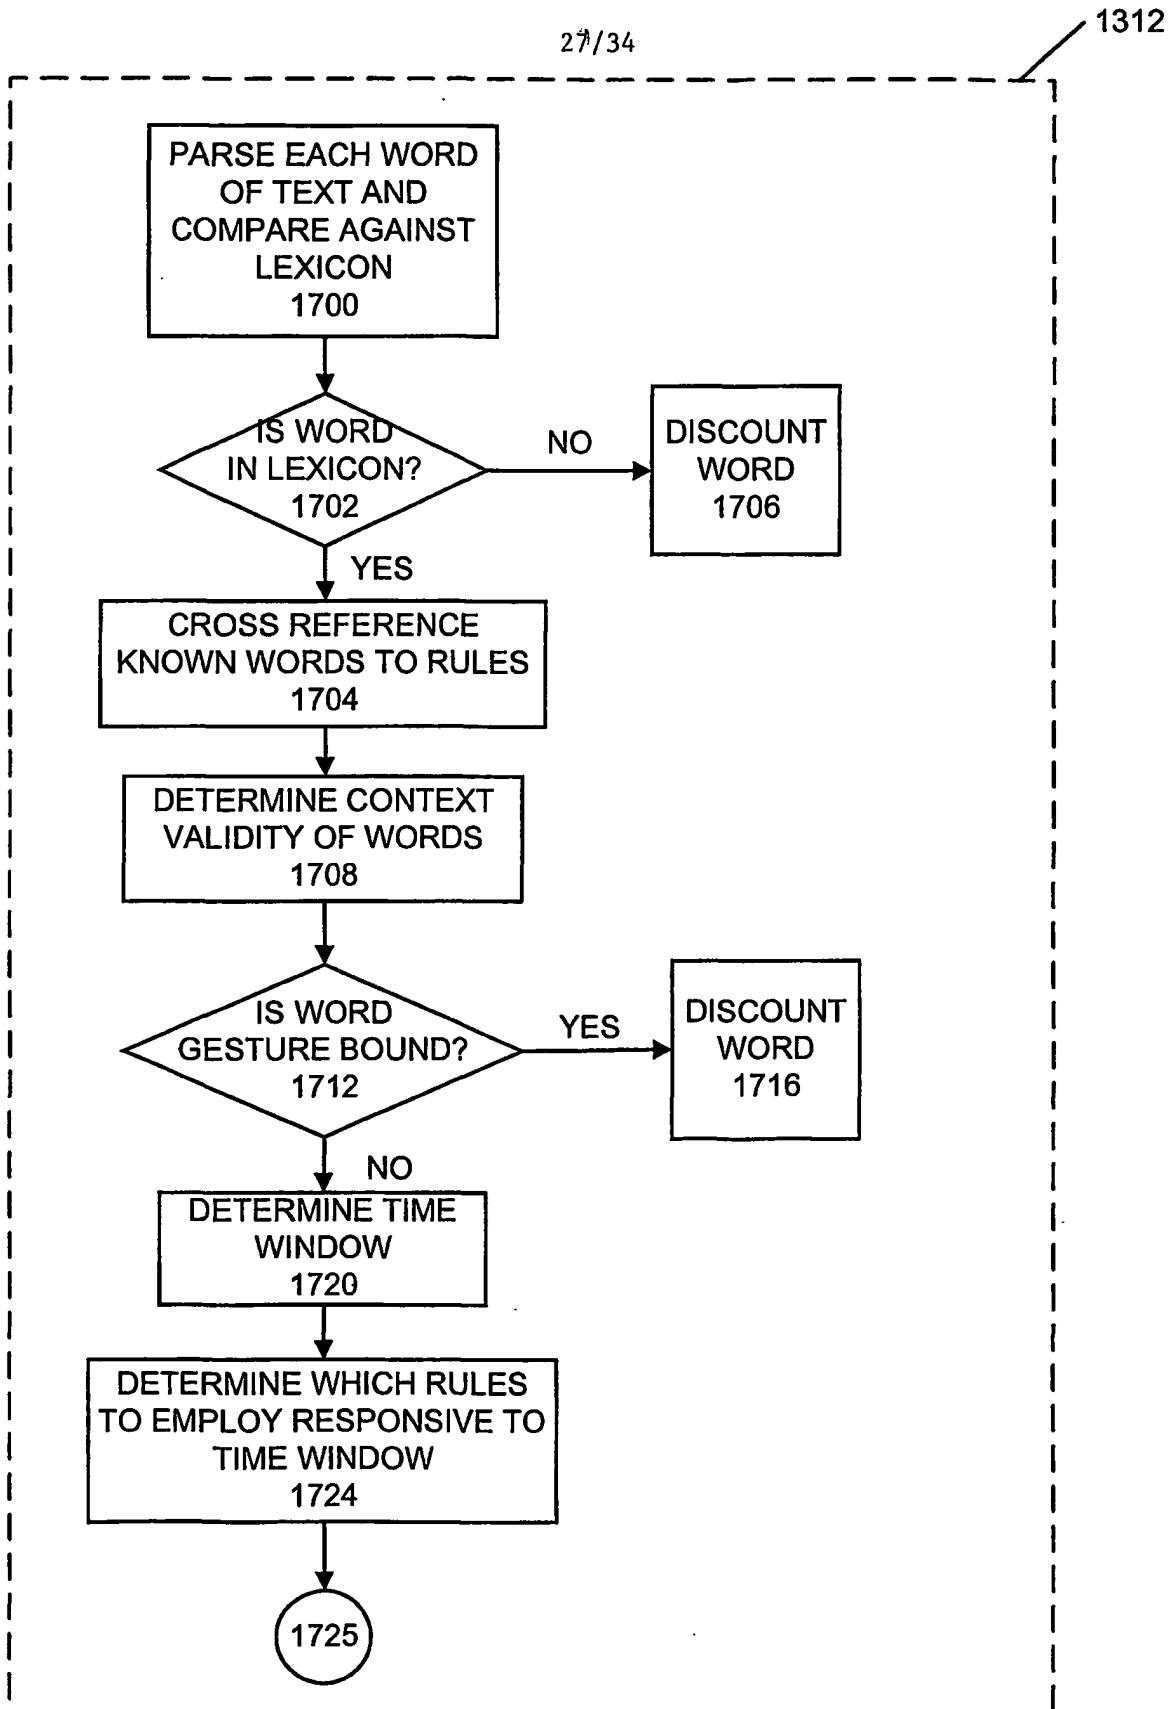 27/34
1312
PARSE EACH WORD
OF TEXT AND
COMPARE AGAINST
LEXICON
1700
IS WORD
IN LEXICON?
1702
NO
DISCOUNT
WORD
1706
YES
CROSS REFERENCE
KNOWN WORDS TO RULES
1704
DETERMINE CONTEXT
VALIDITY OF WORDS
1708
IS WORD
GESTURE BOUND?
1712
YES
DISCOUNT
WORD
1716
NO
DETERMINE TIME
WINDOW
1720
DETERMINE WHICH RULES
TO EMPLOY RESPONSIVE TO
TIME WINDOW
1724
1725